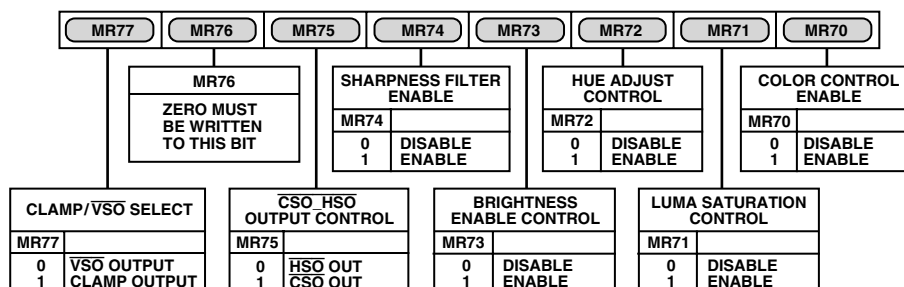 MR77 MR76 MR75 MR74 MR73 MR72 MR71 MR70
MR76
ZERO MUST
BE WRITTEN
TO THIS BIT
SHARPNESS FILTER
ENABLE
MR74
0 DISABLE
1 ENABLE
HUE ADJUST
CONTROL
MR72
0 DISABLE
1 ENABLE
COLOR CONTROL
ENABLE
MR70
0 DISABLE
1 ENABLE
CLAMP/VSO SELECT
MR77
0 VSO OUTPUT
1 CLAMP OUTPUT
CSO_HSO
OUTPUT CONTROL
MR75
0 HSO OUT
1 CSO OUT
BRIGHTNESS
ENABLE CONTROL
MR73
0 DISABLE
1 ENABLE
LUMA SATURATION
CONTROL
MR71
0 DISABLE
1 ENABLE